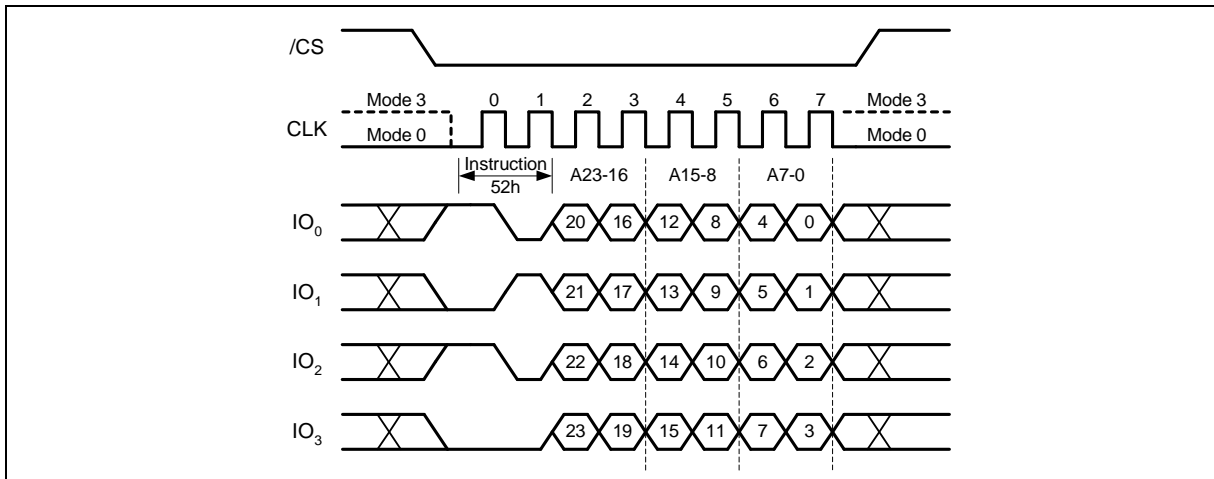 /CS
Mode 3 0 1 2 3 4 5 6 7 Mode 3
CLK Mode 0 Mode 0
Instruction
52h A23-16 A15-8 A7-0
IO0 20 16 12 8 4 0
IO1 21 17 13 9 5 1
IO2 22 18 14 10 6 2
IO3 23 19 15 11 7 3